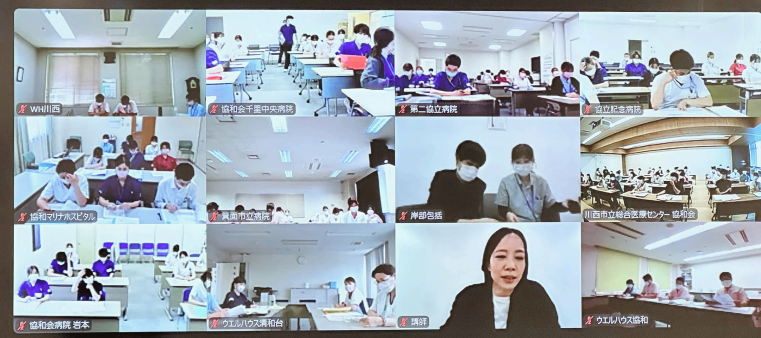 WH川西
協和会千里中央病院
第二協立病院
協立記念病院
協和マリナホスピタル
箕面市立病院
岸部包括
川西市立総合医療センター 協和会
協和会病院 岩本
ウエルハウス清和台
講師
ウエルハウス協和